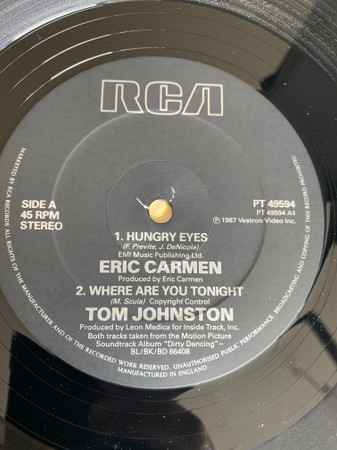 RCA
SIDE A
45 RPM
STEREO
PT 49594
PT 49594 A1
℗ 1987 Vestron Video Inc.
1. HUNGRY EYES
(F. Previte, J. DeNicola)
EMI Music Publishing Ltd.
ERIC CARMEN
Produced by Eric Carmen
2. WHERE ARE YOU TONIGHT
(M. Scula) Copyright Control
TOM JOHNSTON
Produced by Leon Medica for Inside Track, Inc.
Both tracks taken from the Motion Picture
Soundtrack Album "Dirty Dancing" –
BL/BK/BD 86408
MARKETED BY RCA RECORDS ALL RIGHTS OF THE MANUFACTURER AND OF THE RECORDED WORK RESERVED. UNAUTHORISED PUBLIC PERFORMANCE, BROADCASTING AND COPYING OF THIS RECORD PROHIBITED.
MANUFACTURED IN ENGLAND